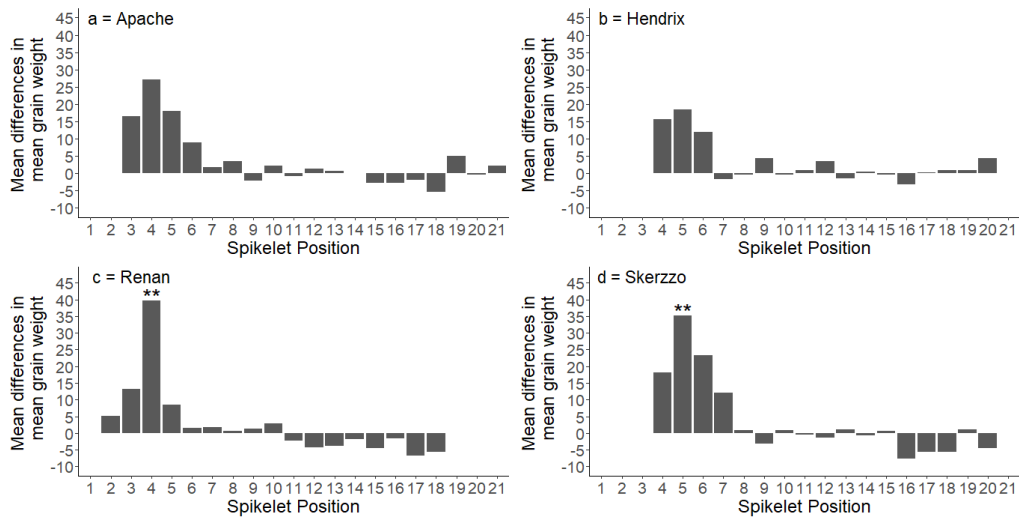 a = Apache
Mean differences in
mean grain weight
45
40
35
30
25
20
15
10
5
0
-5
-10
1 2 3 4 5 6 7 8 9 10 11 12 13 14 15 16 17 18 19 20 21
Spikelet Position
b = Hendrix
Mean differences in
mean grain weight
45
40
35
30
25
20
15
10
5
0
-5
-10
1 2 3 4 5 6 7 8 9 10 11 12 13 14 15 16 17 18 19 20 21
Spikelet Position
c = Renan
**
Mean differences in
mean grain weight
45
40
35
30
25
20
15
10
5
0
-5
-10
1 2 3 4 5 6 7 8 9 10 11 12 13 14 15 16 17 18 19 20 21
Spikelet Position
d = Skerzzo
**
Mean differences in
mean grain weight
45
40
35
30
25
20
15
10
5
0
-5
-10
1 2 3 4 5 6 7 8 9 10 11 12 13 14 15 16 17 18 19 20 21
Spikelet Position